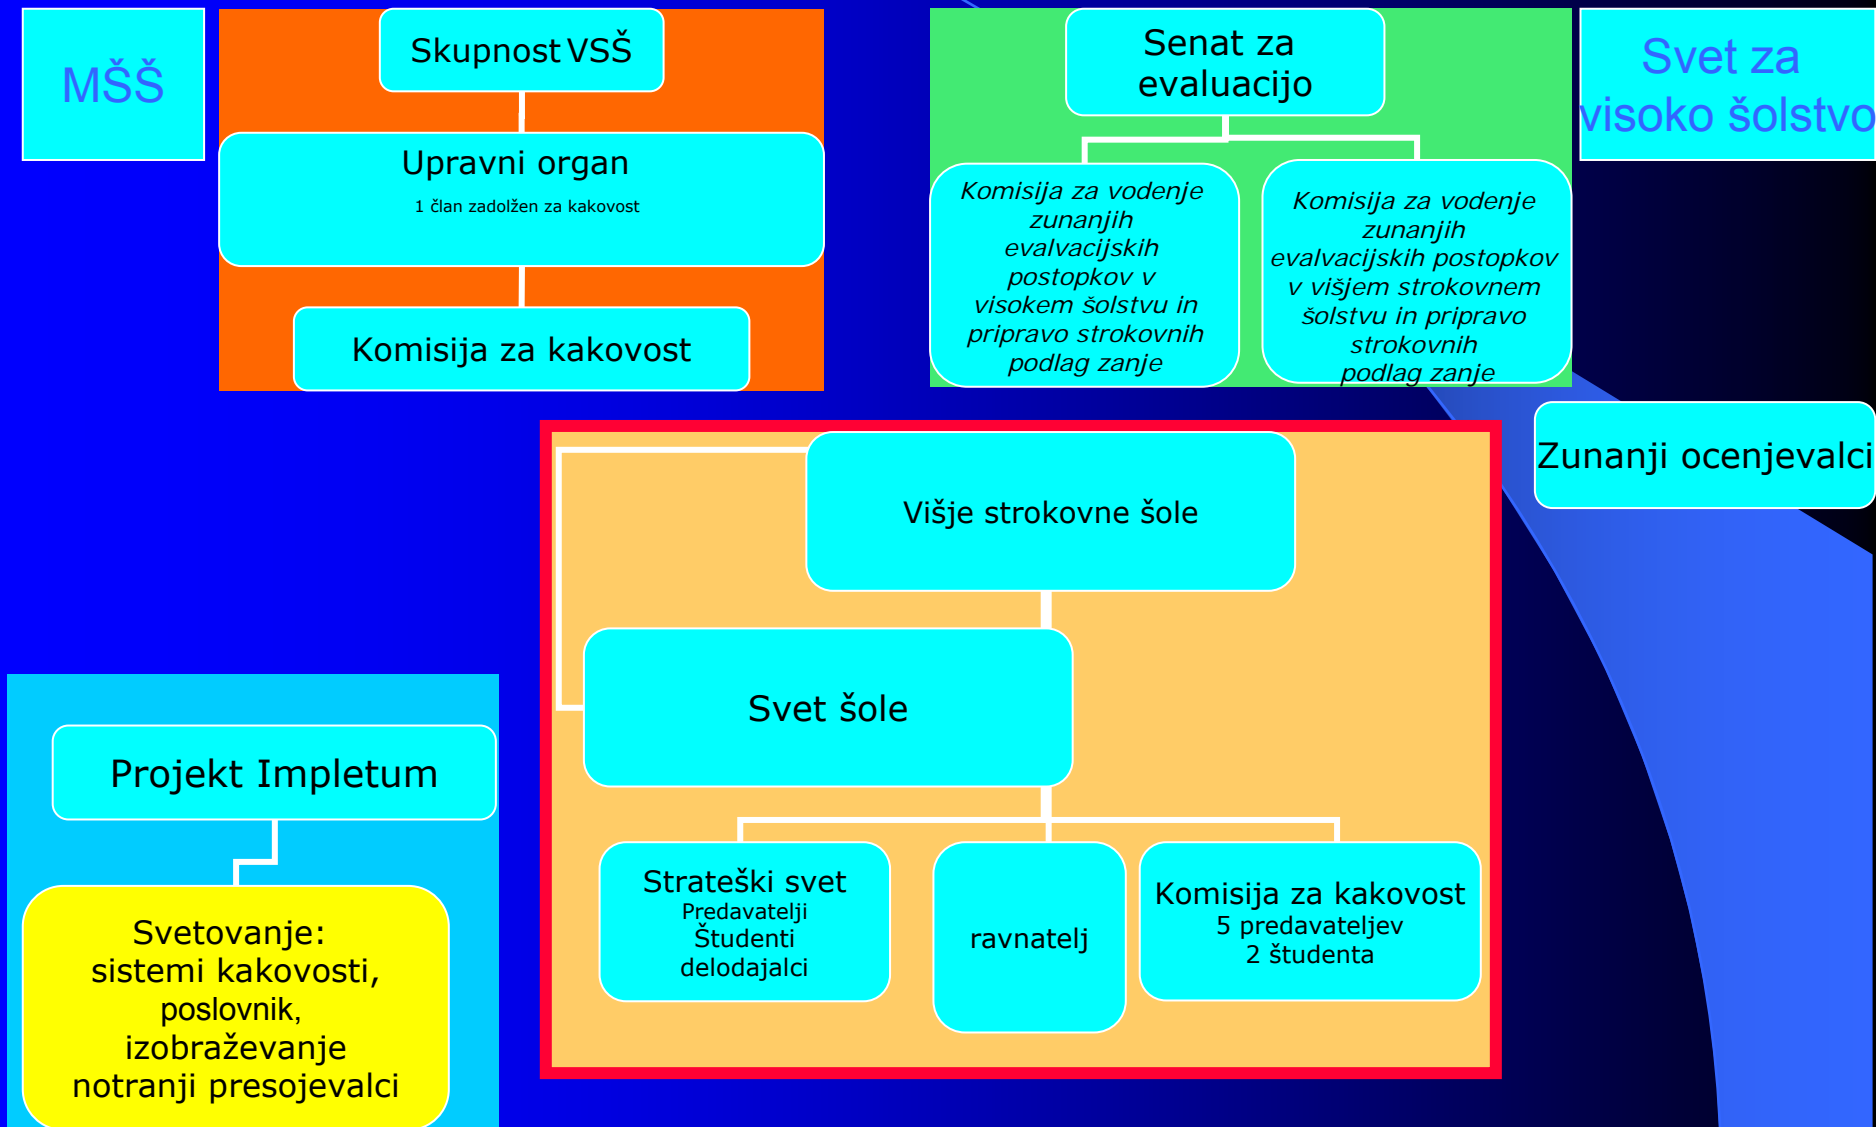 MŠŠ
Skupnost VSŠ
Upravni organ
1 član zadolžen za kakovost
Komisija za kakovost
Senat za
evaluacijo
Komisija za vodenje
zunanjih
evalvacijskih
postopkov v
visokem šolstvu in
pripravo strokovnih
podlag zanje
Komisija za vodenje
zunanjih
evalvacijskih postopkov
v višjem strokovnem
šolstvu in pripravo
strokovnih
podlag zanje
Svet za
visoko šolstvo
Zunanji ocenjevalci
Višje strokovne šole
Svet šole
Strateški svet
Predavatelji
Študenti
delodajalci
ravnatelj
Komisija za kakovost
5 predavateljev
2 študenta
Projekt Impletum
Svetovanje:
sistemi kakovosti,
poslovnik,
izobraževanje
notranji presojevalci